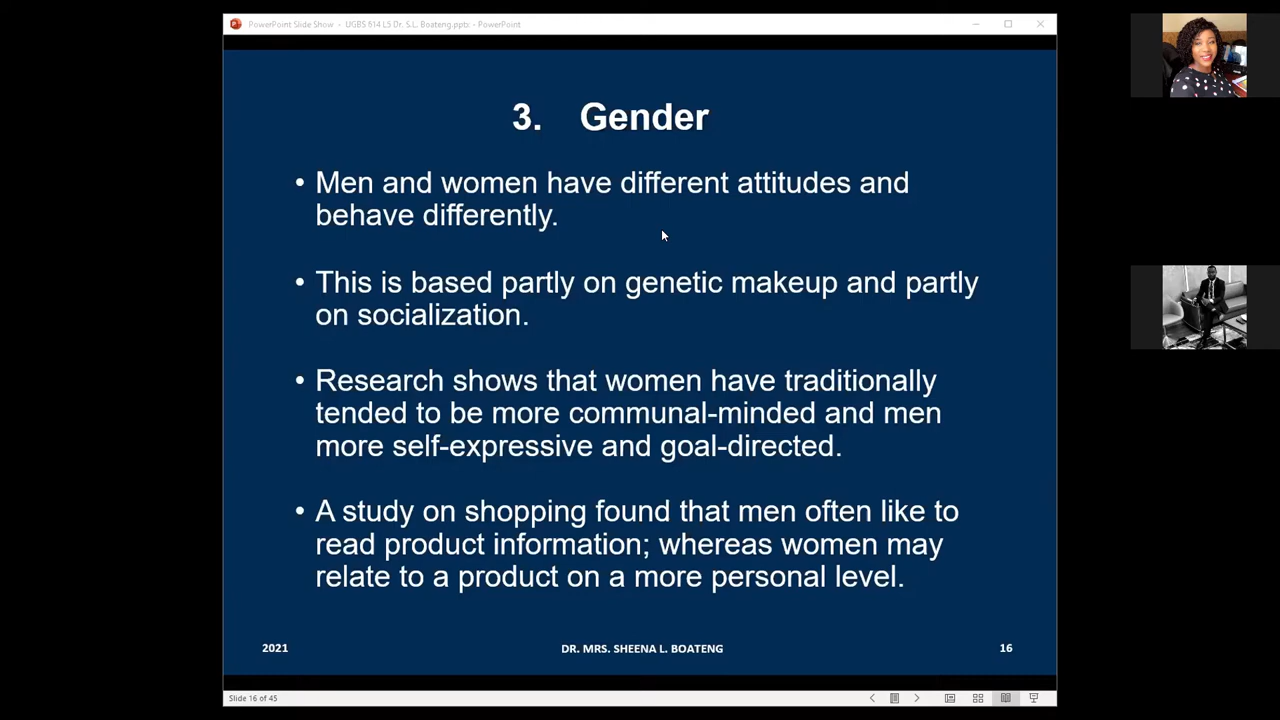 PowerPoint Slide Show - UGBS 614 L5 Dr. S.L. Boateng.pptx - PowerPoint
3. Gender
• Men and women have different attitudes and
behave differently.
• This is based partly on genetic makeup and partly
on socialization.
• Research shows that women have traditionally
tended to be more communal-minded and men
more self-expressive and goal-directed.
• A study on shopping found that men often like to
read product information; whereas women may
relate to a product on a more personal level.
2021 DR. MRS. SHEENA L. BOATENG 16
Slide 16 of 45